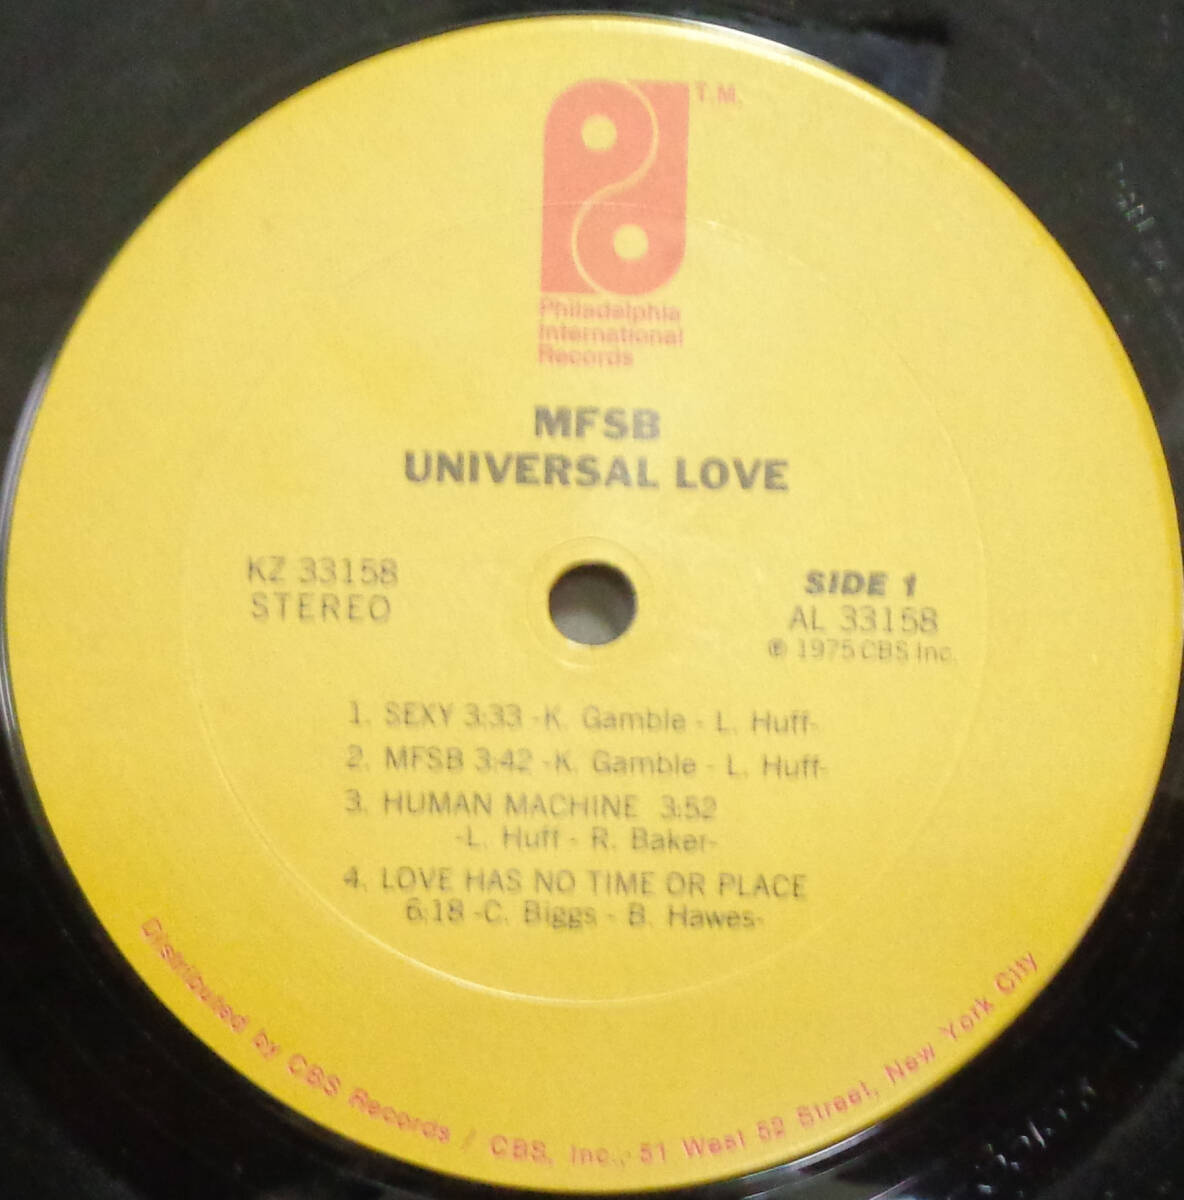 T.M.
Philadelphia
International
Records
MFSB
UNIVERSAL LOVE
KZ 33158
STEREO
SIDE 1
AL 33158
℗ 1975 CBS Inc.
1. SEXY 3:33 -K. Gamble - L. Huff-
2. MFSB 3:42 -K. Gamble - L. Huff-
3. HUMAN MACHINE 3:52
-L. Huff - R. Baker-
4. LOVE HAS NO TIME OR PLACE
6:18 -C. Biggs - B. Hawes-
Distributed by CBS Records / CBS, Inc., 51 West 52 Street, New York City